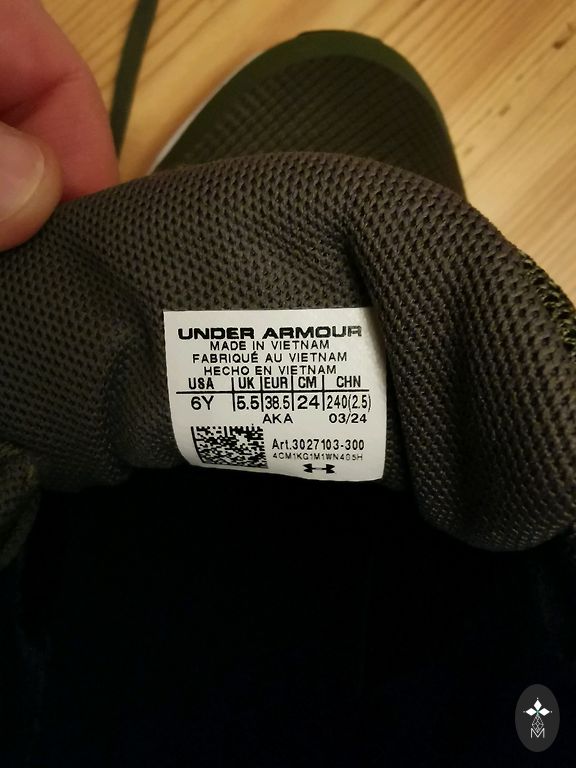 UNDER ARMOUR
MADE IN VIETNAM
FABRIQUÉ AU VIETNAM
HECHO EN VIETNAM
USA UK EUR CM CHN
6Y 5.5 38.5 24 240(2.5)
AKA 03/24
Art.3027103-300
4CM1KG1M1WN405H
M